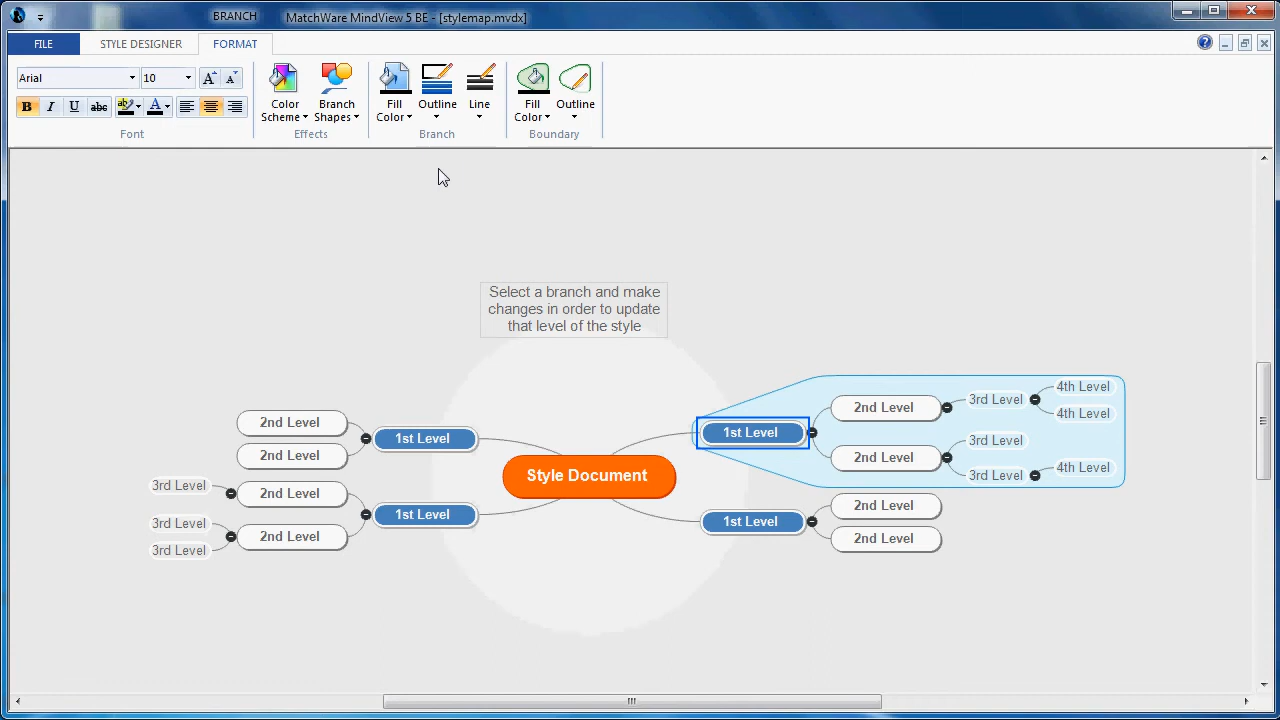 BRANCH
MatchWare MindView 5 BE - [stylemap.mvdx]
FILE
STYLE DESIGNER
FORMAT
Arial
10
A A
B I U abc ab A
Font
Color
Scheme
Branch
Shapes
Effects
Fill
Color
Outline
Line
Branch
Fill
Color
Outline
Boundary
Select a branch and make
changes in order to update
that level of the style
2nd Level
2nd Level
1st Level
3rd Level
2nd Level
1st Level
3rd Level
3rd Level
2nd Level
Style Document
1st Level
2nd Level
3rd Level
4th Level
4th Level
2nd Level
3rd Level
3rd Level
4th Level
1st Level
2nd Level
2nd Level